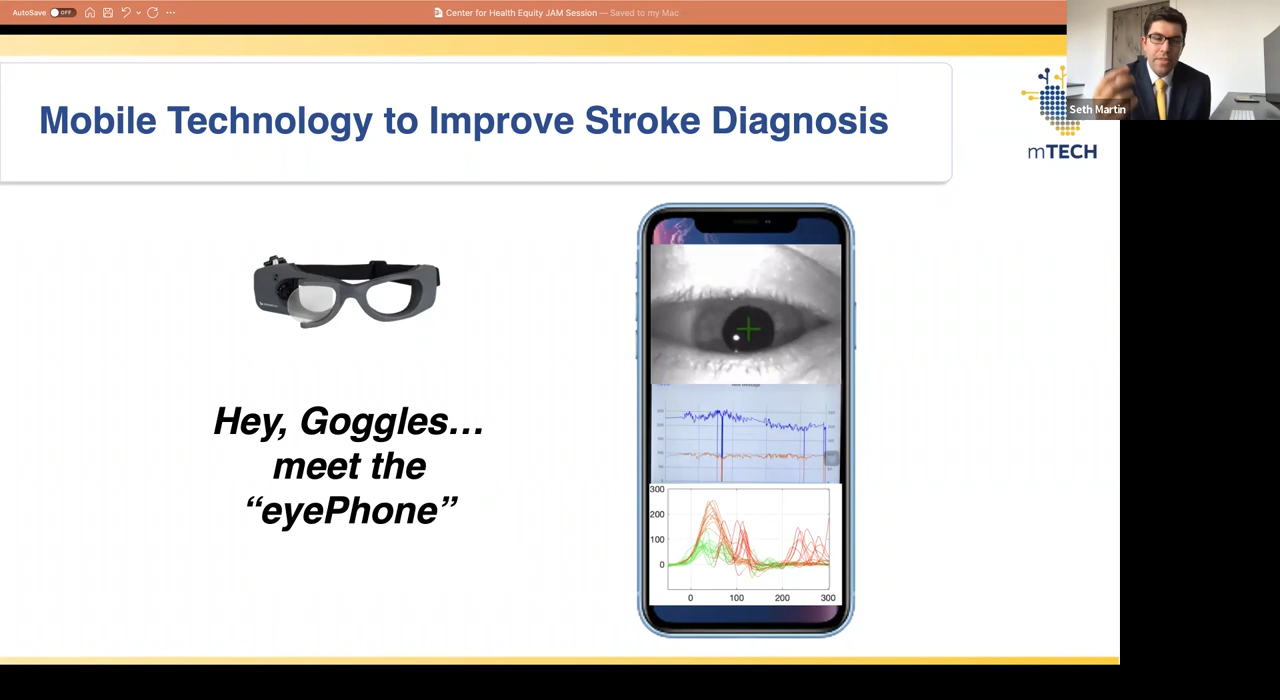 AutoSave OFF
Center for Health Equity JAM Session — Saved to my Mac
Seth Martin
Mobile Technology to Improve Stroke Diagnosis
mTECH
Hey, Goggles…
meet the
“eyePhone”
300
200
100
0
0 100 200 300